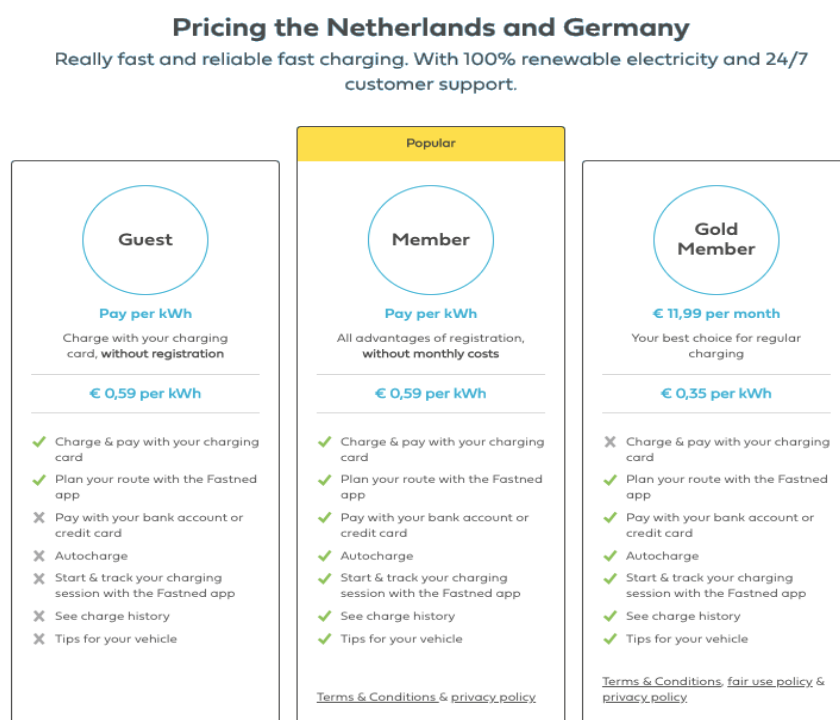 Pricing the Netherlands and Germany
Really fast and reliable fast charging. With 100% renewable electricity and 24/7
customer support.
Guest
Pay per kWh
Charge with your charging
card, without registration
€ 0,59 per kWh
Charge & pay with your charging
card
Plan your route with the Fastned
app
Pay with your bank account or
credit card
Autocharge
Start & track your charging
session with the Fastned app
See charge history
Tips for your vehicle
Popular
Member
Pay per kWh
All advantages of registration,
without monthly costs
€ 0,59 per kWh
Charge & pay with your charging
card
Plan your route with the Fastned
app
Pay with your bank account or
credit card
Autocharge
Start & track your charging
session with the Fastned app
See charge history
Tips for your vehicle
Terms & Conditions & privacy policy
Gold
Member
€ 11,99 per month
Your best choice for regular
charging
€ 0,35 per kWh
Charge & pay with your charging
card
Plan your route with the Fastned
app
Pay with your bank account or
credit card
Autocharge
Start & track your charging
session with the Fastned app
See charge history
Tips for your vehicle
Terms & Conditions, fair use policy &
privacy policy